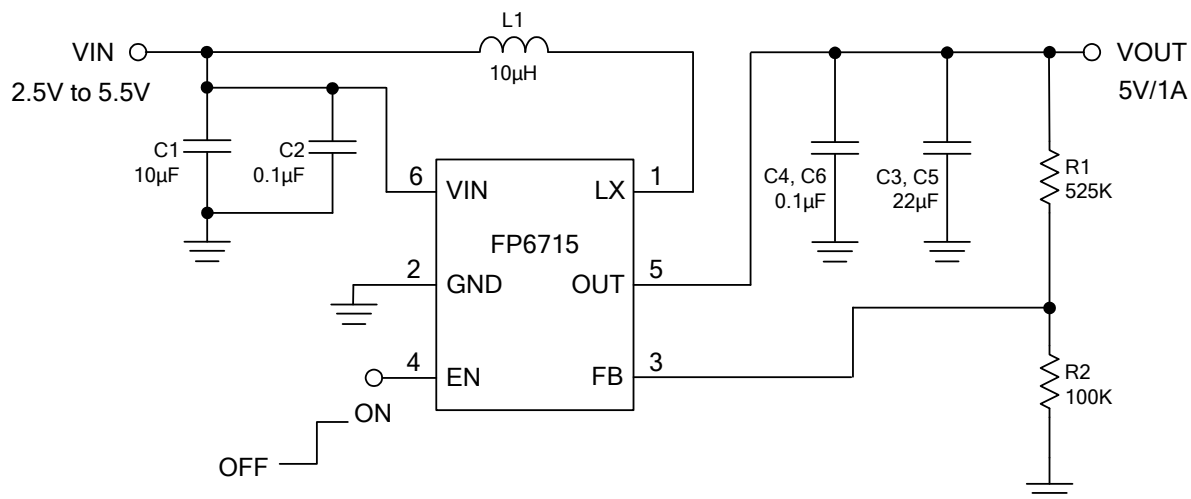 L1
10µH
VIN
2.5V to 5.5V
VOUT
5V/1A
C1
10µF
C2
0.1µF
C4, C6
0.1µF
C3, C5
22µF
R1
525K
6
VIN
LX
1
FP6715
2
GND
OUT
5
4
EN
FB
3
R2
100K
ON
OFF